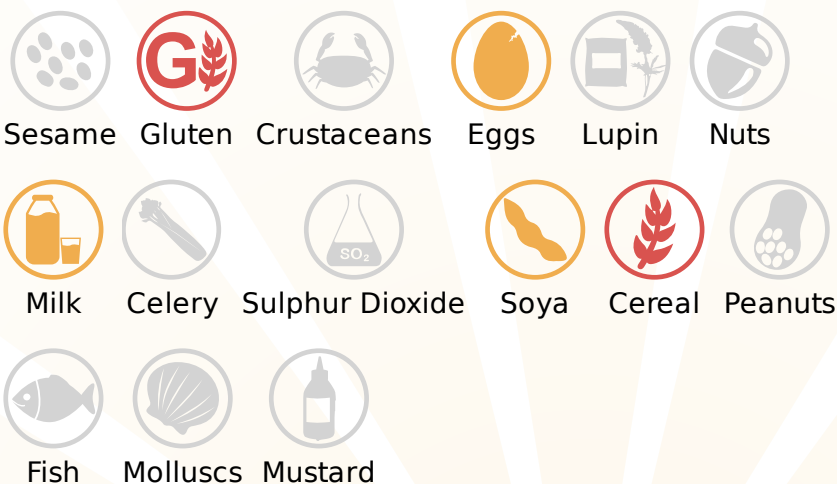 G
Sesame Gluten Crustaceans Eggs Lupin Nuts
SO₂
Milk Celery Sulphur Dioxide Soya Cereal Peanuts
Fish Molluscs Mustard